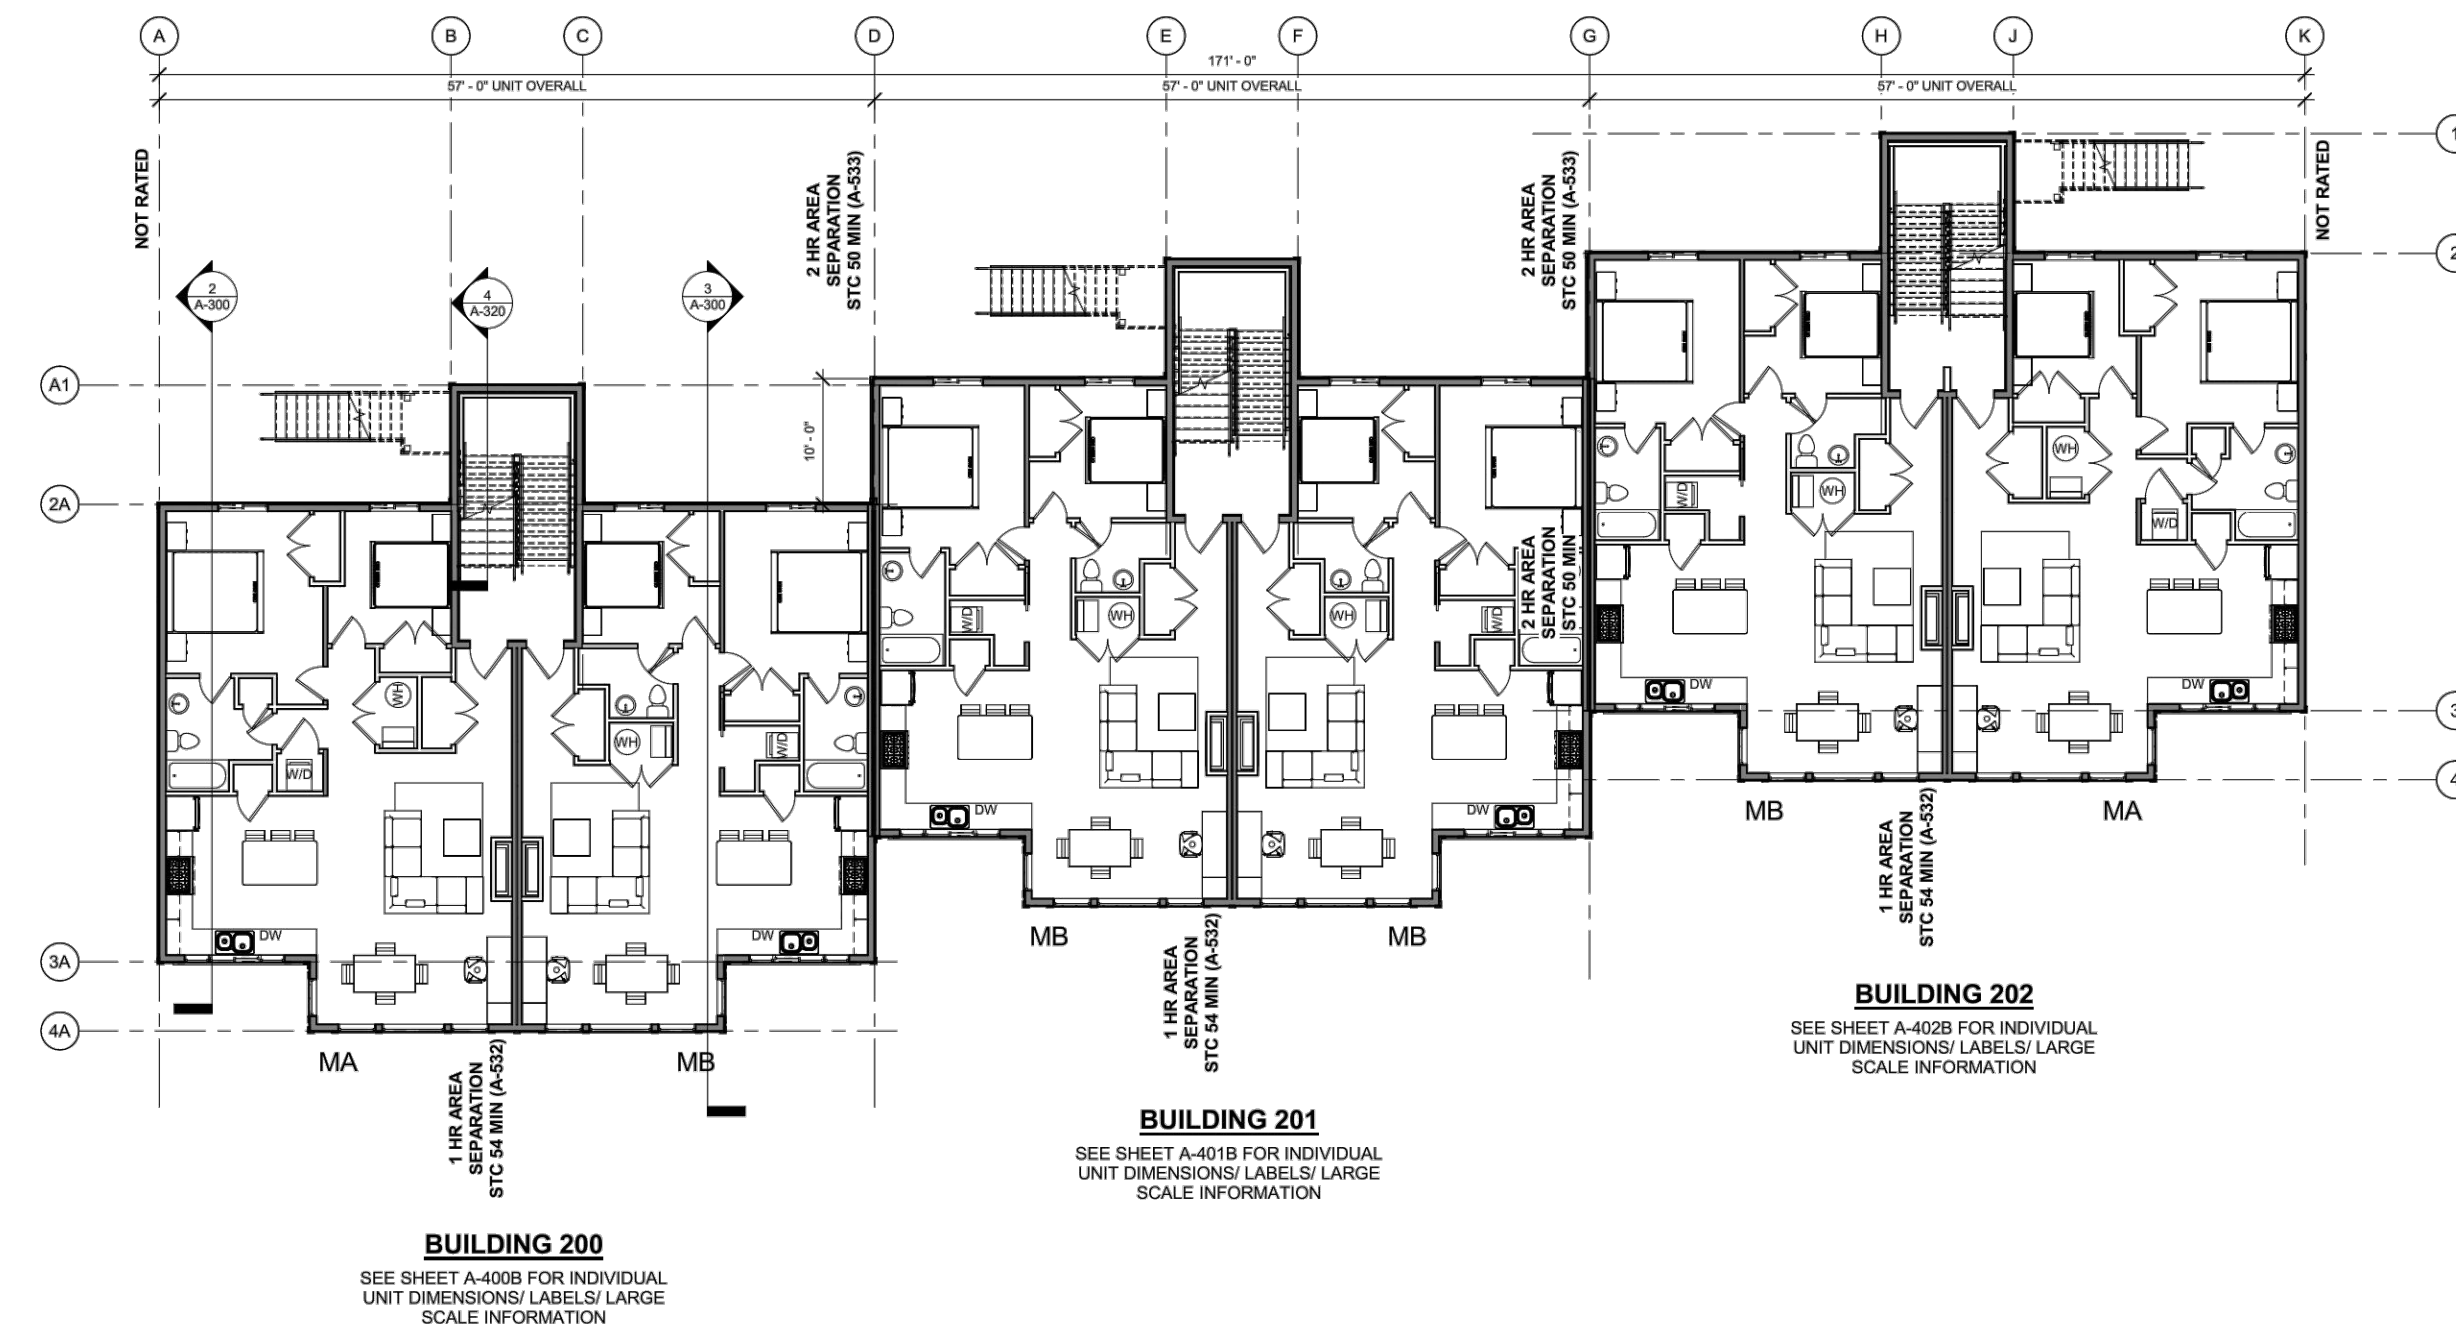 A B C D E F G H J K
171' - 0"
57' - 0" UNIT OVERALL
57' - 0" UNIT OVERALL
57' - 0" UNIT OVERALL
NOT RATED
2 HR AREA
SEPARATION
STC 50 MIN (A-533)
2 HR AREA
SEPARATION
STC 50 MIN (A-533)
NOT RATED
1
2
3
4
2
A-300
4
A-320
3
A-300
A1
2A
3A
4A
10' - 0"
2 HR AREA
SEPARATION
STC 50 MIN
WH
W/D
DW
WH
W/D
DW
W/D
WH
DW
WH
W/D
DW
W/D
WH
DW
WH
W/D
DW
MA
MB
1 HR AREA
SEPARATION
STC 54 MIN (A-532)
BUILDING 200
SEE SHEET A-400B FOR INDIVIDUAL
UNIT DIMENSIONS/ LABELS/ LARGE
SCALE INFORMATION
MB
MB
1 HR AREA
SEPARATION
STC 54 MIN (A-532)
BUILDING 201
SEE SHEET A-401B FOR INDIVIDUAL
UNIT DIMENSIONS/ LABELS/ LARGE
SCALE INFORMATION
MB
MA
1 HR AREA
SEPARATION
STC 54 MIN (A-532)
BUILDING 202
SEE SHEET A-402B FOR INDIVIDUAL
UNIT DIMENSIONS/ LABELS/ LARGE
SCALE INFORMATION